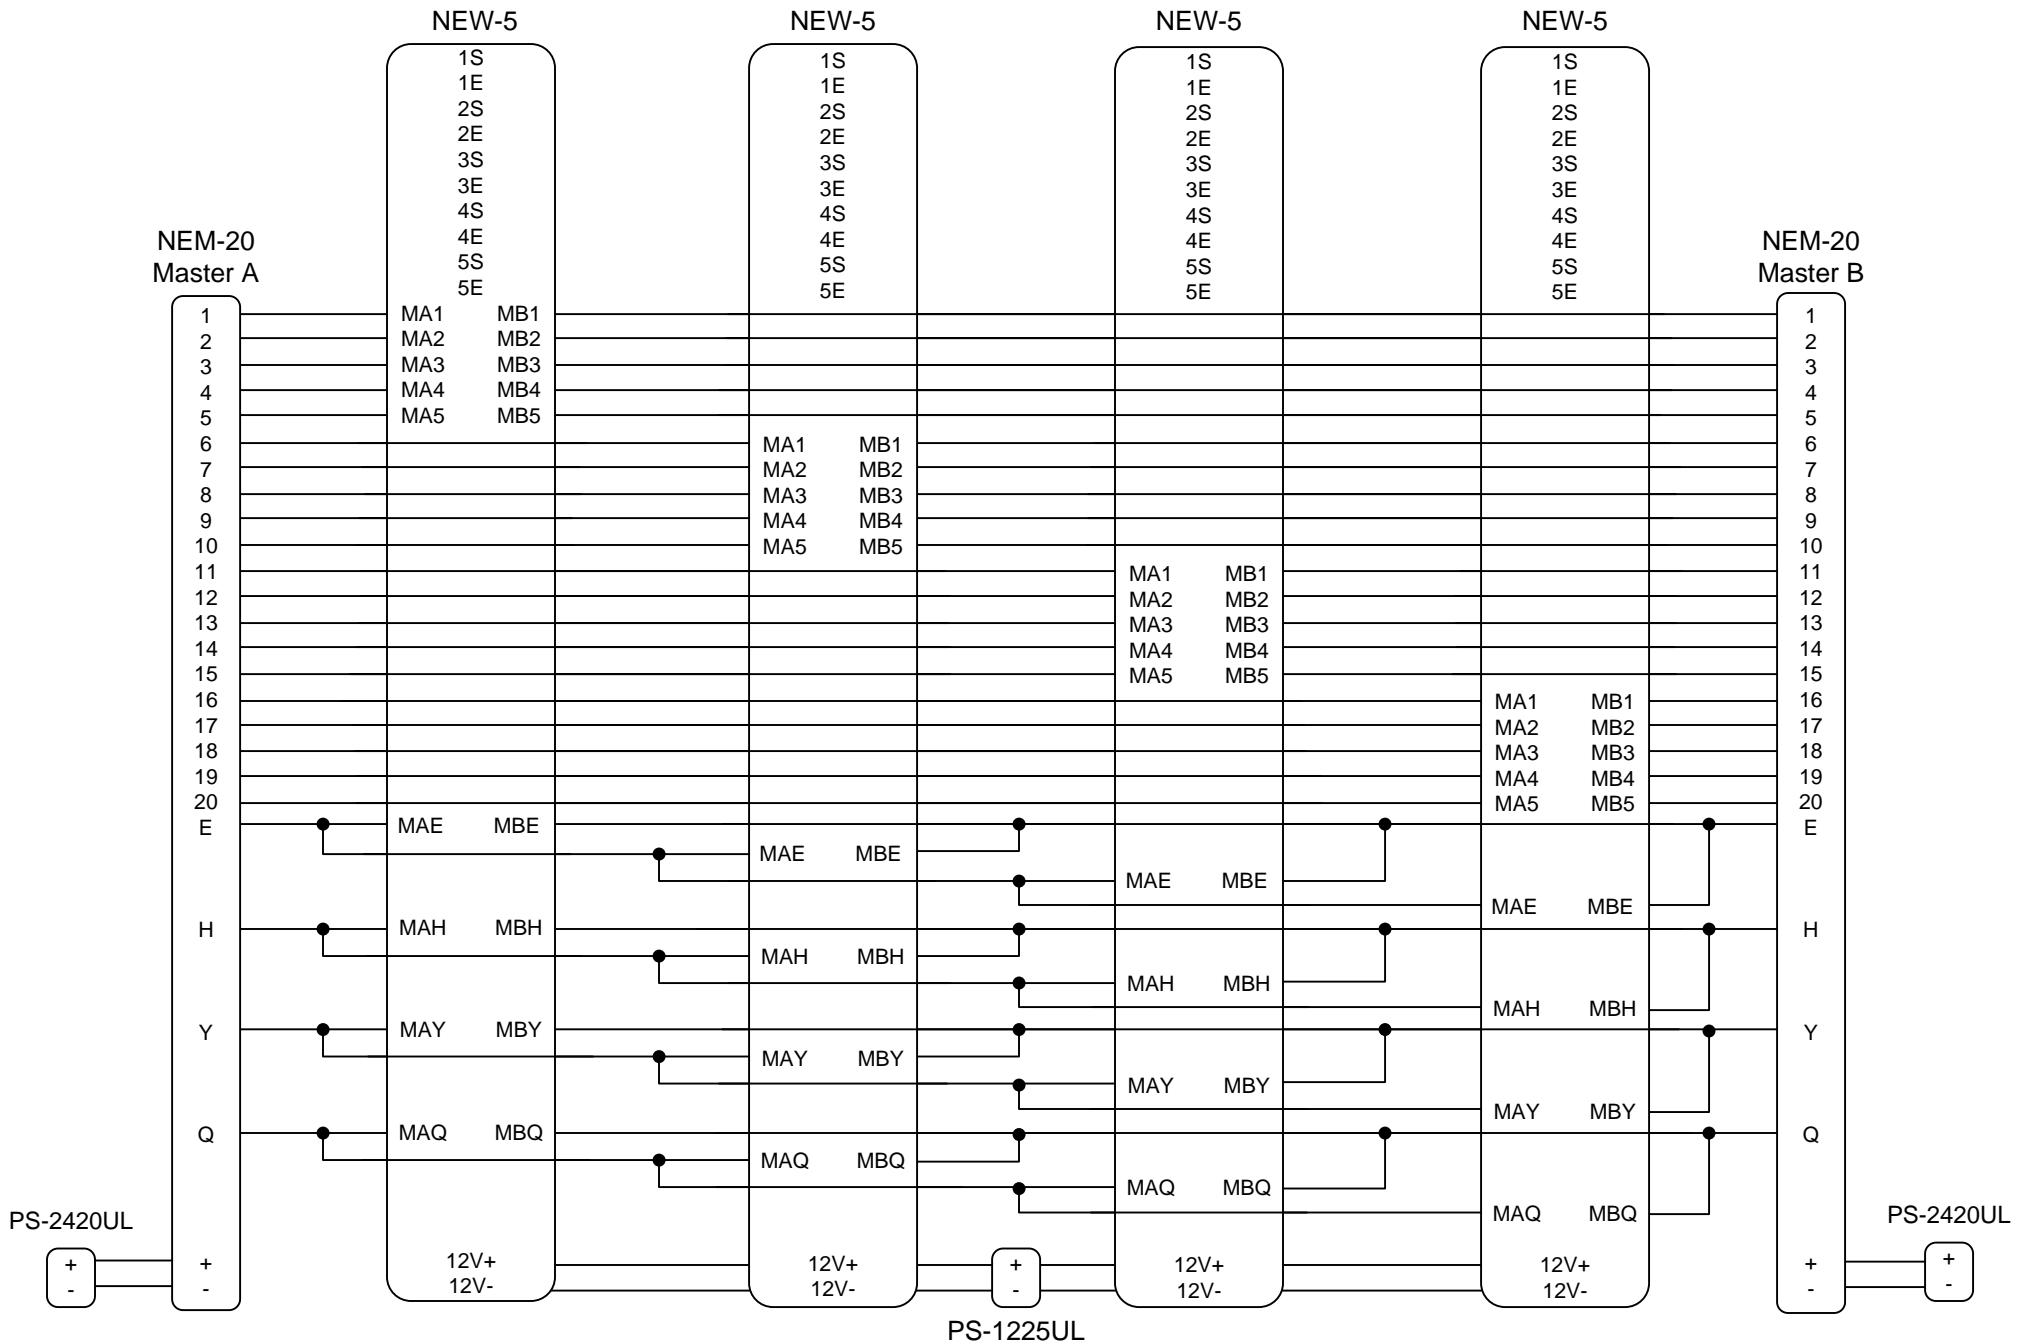 NEW-5 NEW-5 NEW-5 NEW-5
1S 1S 1S 1S
1E 1E 1E 1E
2S 2S 2S 2S
2E 2E 2E 2E
3S 3S 3S 3S
3E 3E 3E 3E
4S 4S 4S 4S
4E 4E 4E 4E
5S 5S 5S 5S
5E 5E 5E 5E
NEM-20 NEM-20
Master A Master B
1 MA1 MB1 1
2 MA2 MB2 2
3 MA3 MB3 3
4 MA4 MB4 4
5 MA5 MB5 5
6 MA1 MB1 6
7 MA2 MB2 7
8 MA3 MB3 8
9 MA4 MB4 9
10 MA5 MB5 10
11 MA1 MB1 11
12 MA2 MB2 12
13 MA3 MB3 13
14 MA4 MB4 14
15 MA5 MB5 15
16 MA1 MB1 16
17 MA2 MB2 17
18 MA3 MB3 18
19 MA4 MB4 19
20 MA5 MB5 20
E MAE MBE E
MAE MBE
MAE MBE
MAE MBE
H MAH MBH H
MAH MBH
MAH MBH
MAH MBH
Y MAY MBY Y
MAY MBY
MAY MBY
MAY MBY
Q MAQ MBQ Q
MAQ MBQ
MAQ MBQ
MAQ MBQ
PS-2420UL PS-2420UL
+ + 12V+ 12V+ + 12V+ 12V+ + +
- - 12V- 12V- - 12V- 12V- - -
PS-1225UL